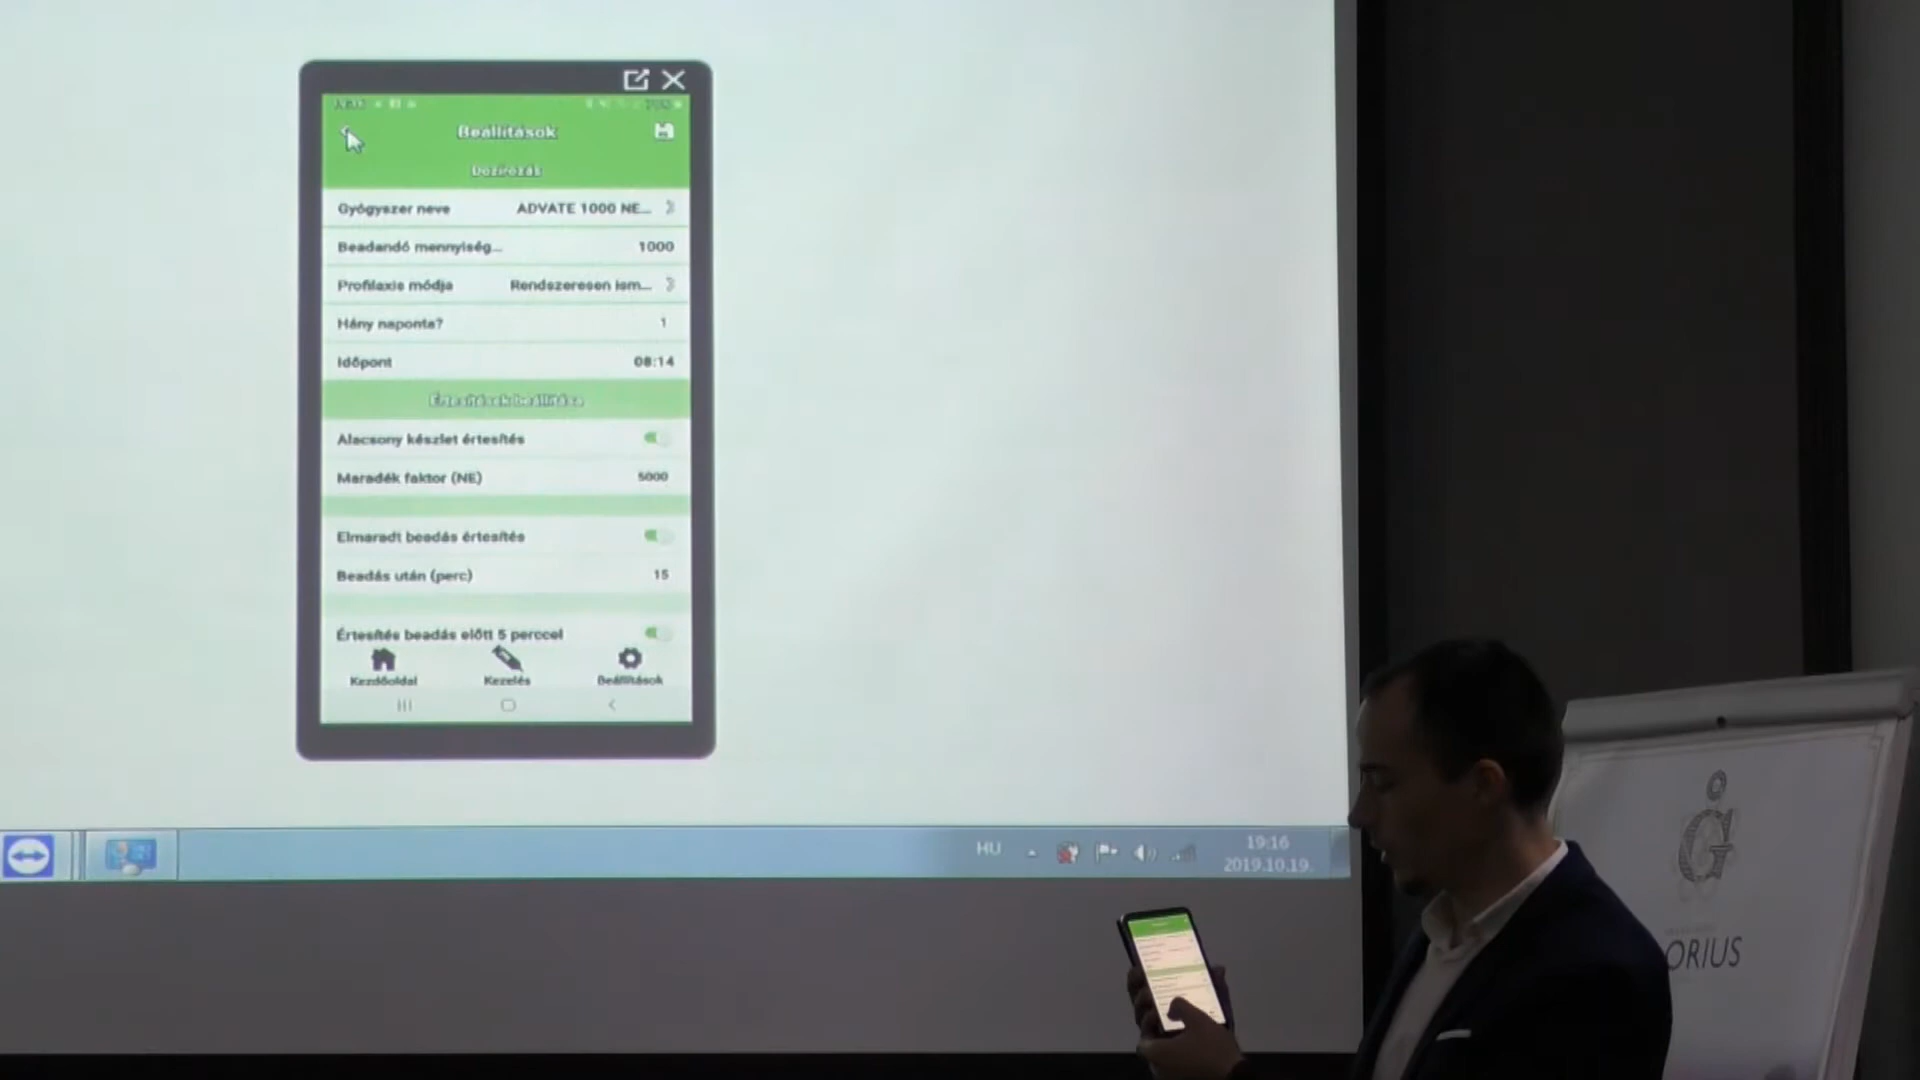 Beállítások
Dozírozás
Gyógyszer neve ADVATE 1000 NE...
Beadandó mennyiség... 1000
Profilaxis módja Rendszeresen ism...
Hány naponta? 1
Időpont 08:14
Értesítések beállítása
Alacsony készlet értesítés
Maradék faktor (NE) 5000
Elmaradt beadás értesítés
Beadás után (perc) 15
Értesítés beadás előtt 5 perccel
Kezdőoldal Kezelés Beállítások
HU
19:16
2019.10.19.
G
ORIUS